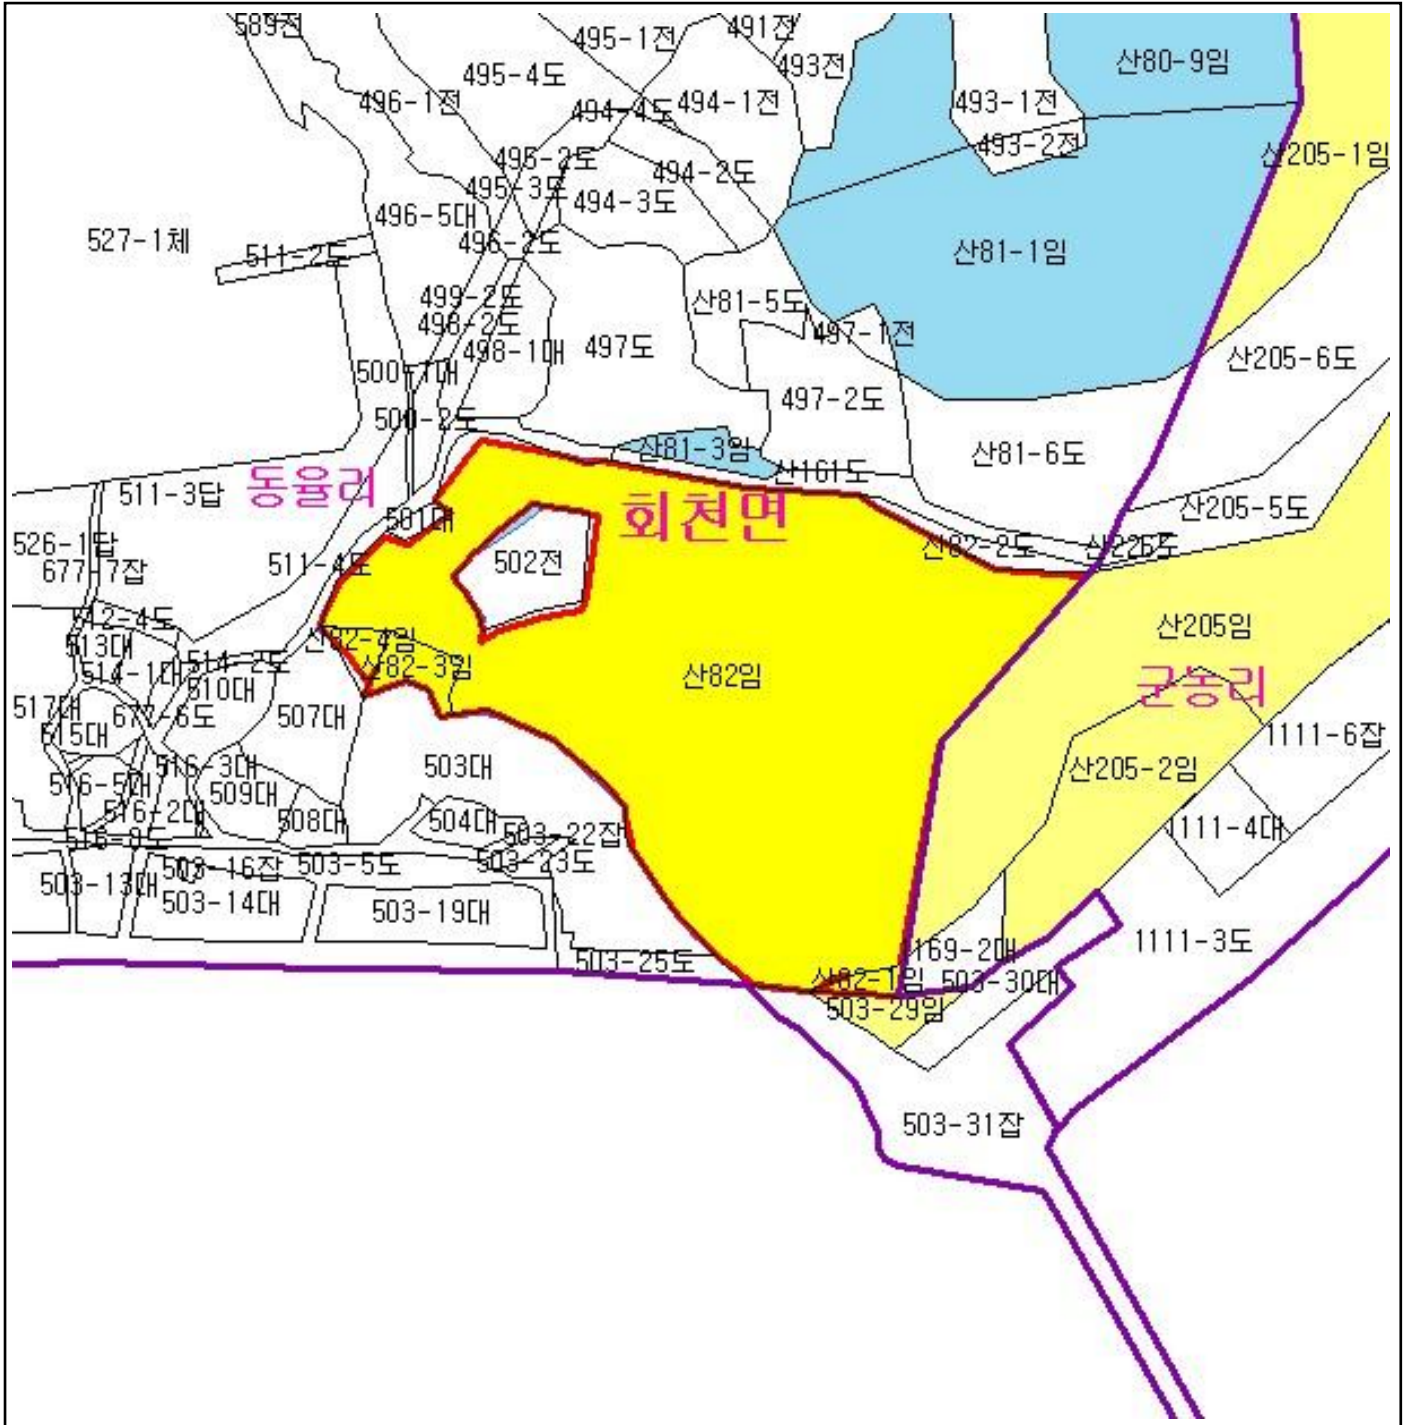 589전
495-1전
491전
495-4도
493전
산80-9임
496-1전
494-4도
494-1전
493-1전
493-2전
산205-1임
495-2도
495-3도
494-2도
494-3도
496-5대
527-1체
511-2도
496-2도
산81-1임
499-2도
산81-5도
498-2도
497-1전
498-1대
497도
500-1대
산205-6도
497-2도
500-2도
산81-3임
산81-6도
산161도
511-3답
동율리
회천면
산205-5도
501대
526-1답
산82-2도
산226도
677-7잡
511-4도
502전
512-4도
산205임
513대
산82-4임
514-1대
514-2도
산82-3임
산82임
군농리
510대
517대
677-6도
507대
515대
1111-6잡
516-3대
503대
산205-2임
516-5대
509대
516-2대
508대
504대
503-22잡
1111-4대
503-16잡
503-5도
503-23도
503-13대
503-14대
503-19대
1111-3도
1169-2대
503-25도
산82-1임
503-30대
503-29임
503-31잡